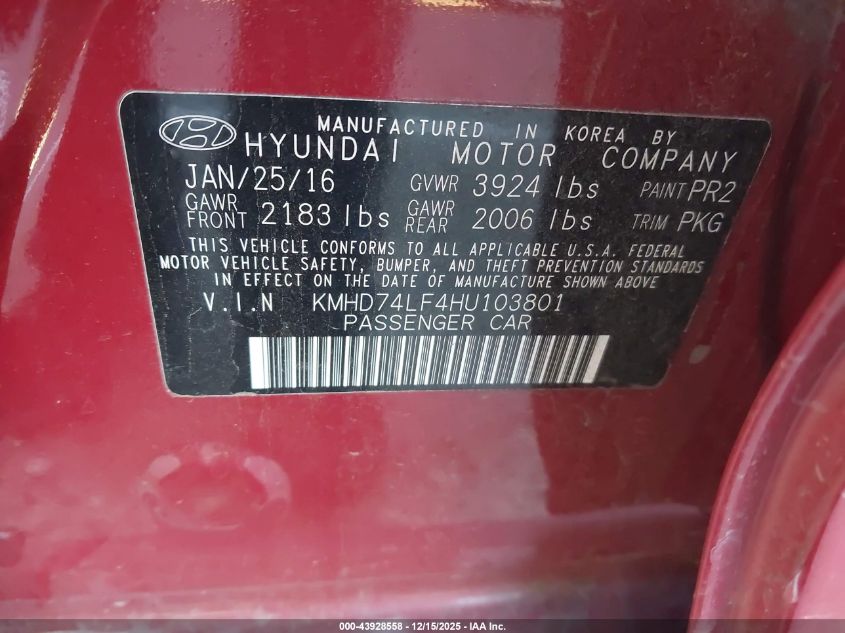 MANUFACTURED IN KOREA BY
HYUNDAI MOTOR COMPANY
JAN/25/16 GVWR 3924 lbs PAINT PR2
GAWR FRONT 2183 lbs GAWR REAR 2006 lbs TRIM PKG
THIS VEHICLE CONFORMS TO ALL APPLICABLE U.S.A. FEDERAL
MOTOR VEHICLE SAFETY, BUMPER, AND THEFT PREVENTION STANDARDS
IN EFFECT ON THE DATE OF MANUFACTURE SHOWN ABOVE
V.I.N KMHD74LF4HU103801
PASSENGER CAR
000-43928558 - 12/15/2025 - IAA Inc.